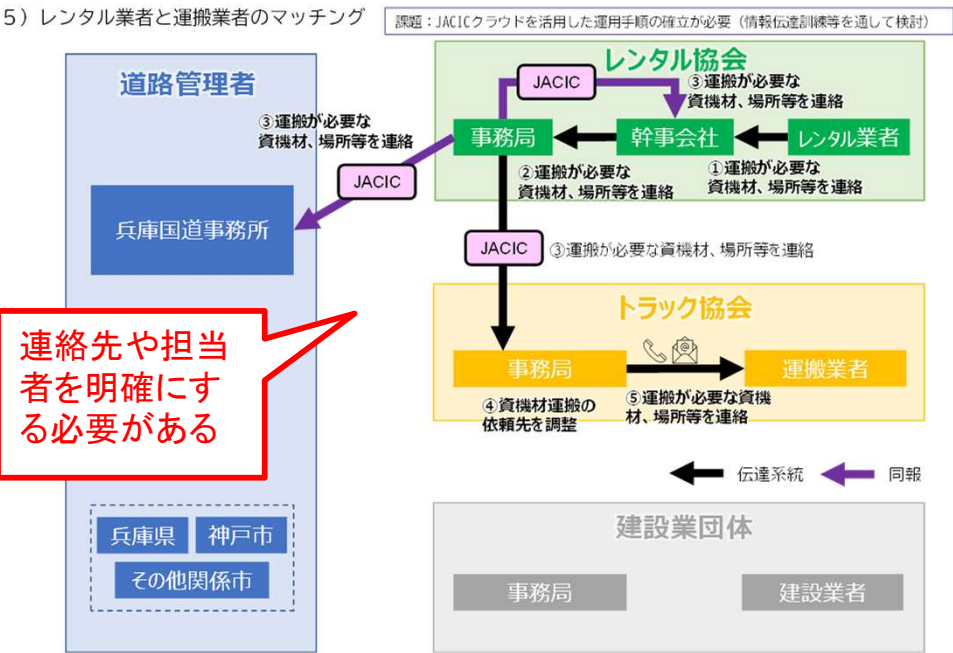 5）レンタル業者と運搬業者のマッチング
課題：JACICクラウドを活用した運用手順の確立が必要（情報伝達訓練等を通して検討）
道路管理者
レンタル協会
JACIC
③運搬が必要な
資機材、場所等を連絡
③運搬が必要な
資機材、場所等を連絡
事務局
幹事会社
レンタル業者
②運搬が必要な
資機材、場所等を連絡
①運搬が必要な
資機材、場所等を連絡
JACIC
兵庫国道事務所
JACIC
③運搬が必要な資機材、場所等を連絡
トラック協会
連絡先や担当
者を明確にす
る必要がある
事務局
運搬業者
④資機材運搬の
依頼先を調整
⑤運搬が必要な資機
材、場所等を連絡
伝達系統
同報
建設業団体
兵庫県
神戸市
その他関係市
事務局
建設業者